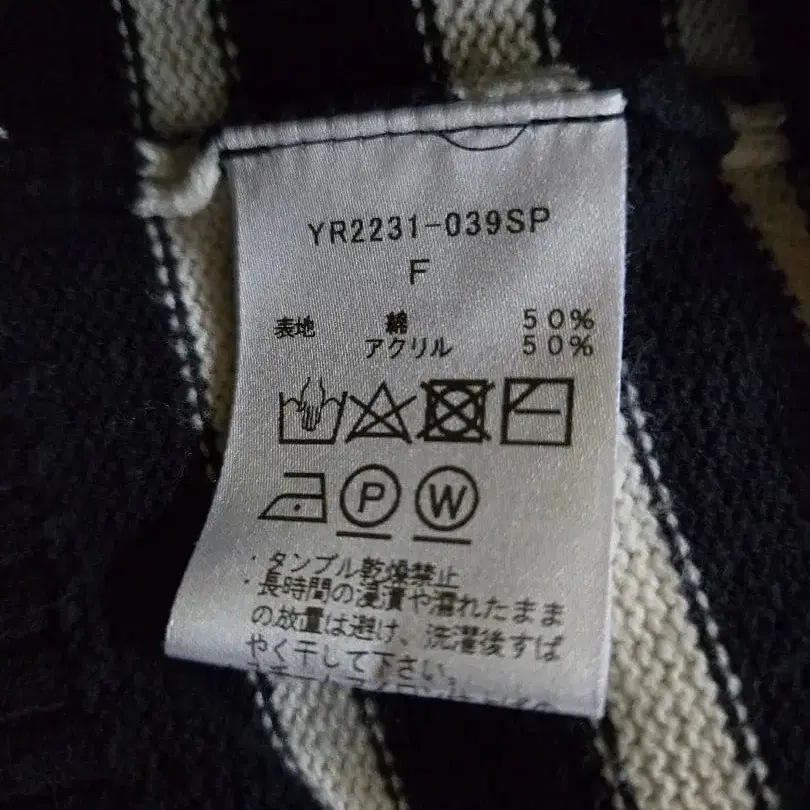 YR2231-039SP
F
表地 綿 50%
アクリル 50%
P W
・タンブル乾燥禁止
・長時間の浸漬や濡れたまま
の放置は避け、洗濯後すば
やく干して下さい。